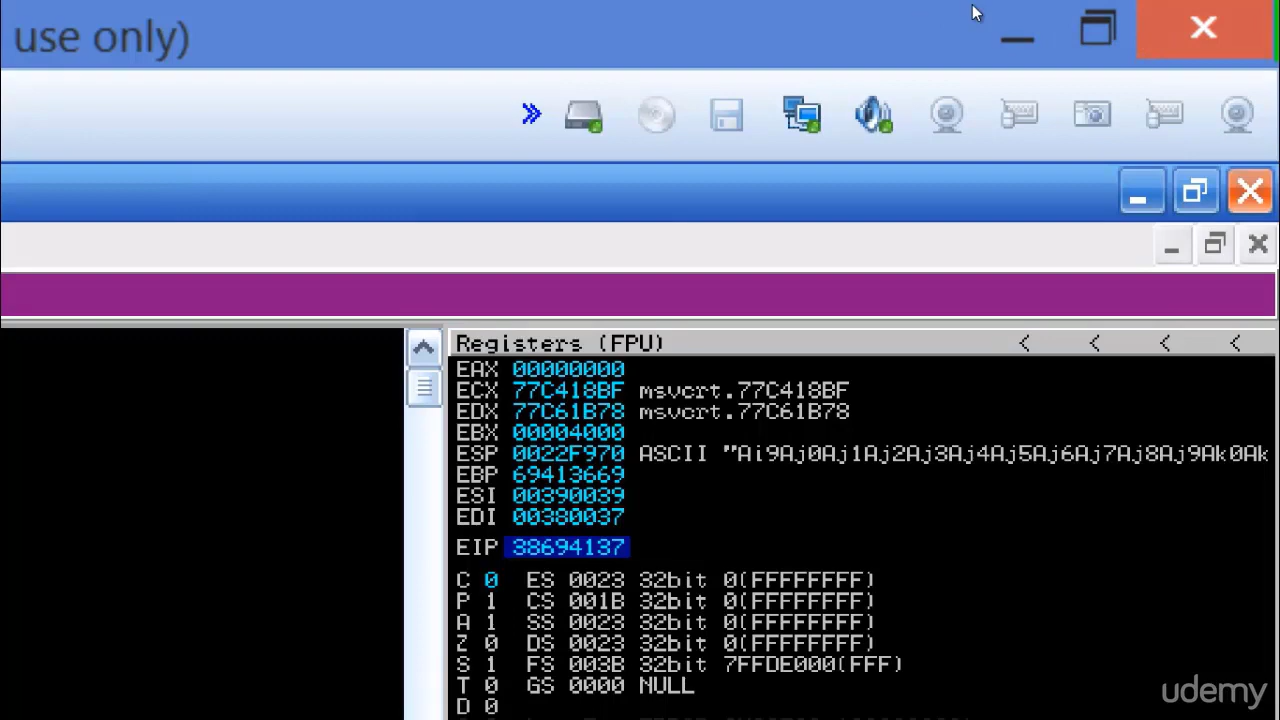 use only)
Registers (FPU) < < < <
EAX 00000000
ECX 77C418BF msvcrt.77C418BF
EDX 77C61B78 msvcrt.77C61B78
EBX 00004000
ESP 0022F970 ASCII "Ai9Aj0Aj1Aj2Aj3Aj4Aj5Aj6Aj7Aj8Aj9Ak0Ak
EBP 69413669
ESI 00390039
EDI 00380037
EIP 38694137
C 0 ES 0023 32bit 0(FFFFFFFF)
P 1 CS 001B 32bit 0(FFFFFFFF)
A 1 SS 0023 32bit 0(FFFFFFFF)
Z 0 DS 0023 32bit 0(FFFFFFFF)
S 1 FS 003B 32bit 7FFDE000(FFF)
T 0 GS 0000 NULL
D 0
udemy